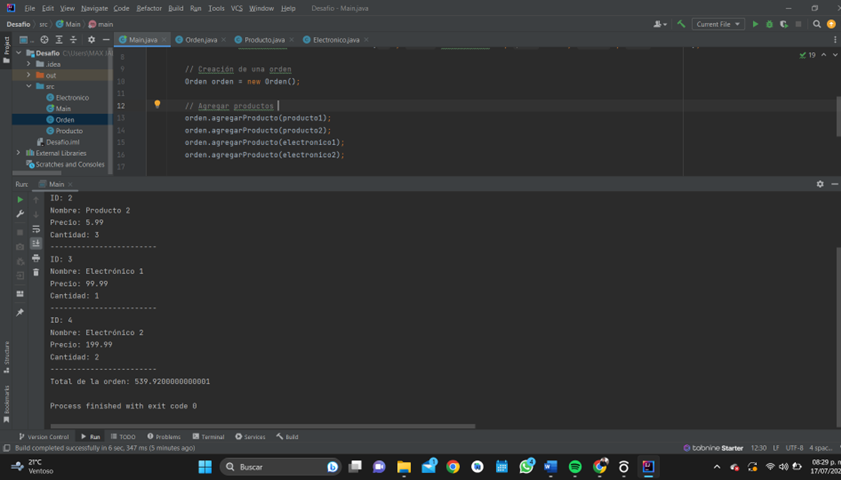 File Edit View Navigate Code Refactor Build Run Tools VCS Window Help Desafio - Main.java
Desafio src Main main Current File
Project
Main.java Orden.java Producto.java Electronico.java
Desafio
.idea
out
src
Electronico
Main
Orden
Producto
Desafio.iml
External Libraries
Scratches and Consoles
19
8
9 // Creación de una orden
10 Orden orden = new Orden();
11
12 // Agregar productos
13 orden.agregarProducto(producto1);
14 orden.agregarProducto(producto2);
15 orden.agregarProducto(electronico1);
16 orden.agregarProducto(electronico2);
17
Run: Main
ID: 2
Nombre: Producto 2
Precio: 5.99
Cantidad: 3
------------------------
ID: 3
Nombre: Electrónico 1
Precio: 99.99
Cantidad: 1
------------------------
ID: 4
Nombre: Electrónico 2
Precio: 199.99
Cantidad: 2
------------------------
Total de la orden: 539.9200000000001
Process finished with exit code 0
Structure
Bookmarks
Version Control Run TODO Problems Terminal Services Build
Build completed successfully in 6 sec, 347 ms (5 minutes ago) tabnine Starter 12:30 LF UTF-8 4 spac...
21°C
Ventoso
Buscar
08:29 p. m
17/07/202